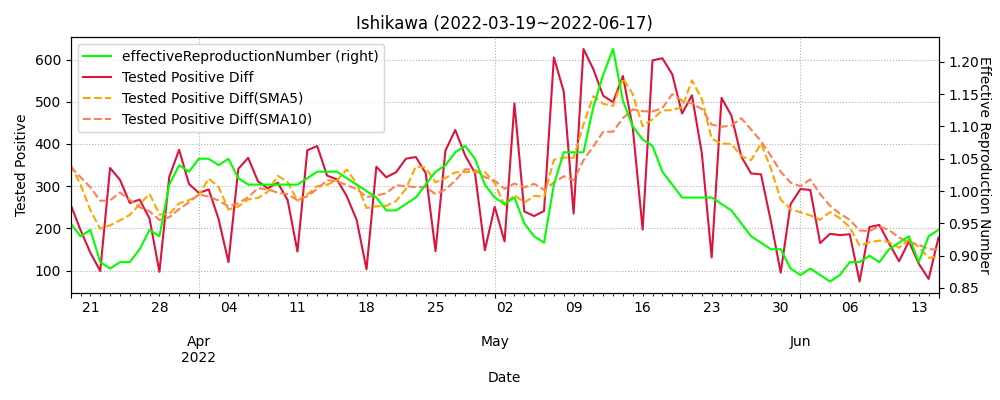 Ishikawa (2022-03-19~2022-06-17)
effectiveReproductionNumber (right)
Tested Positive Diff
Tested Positive Diff(SMA5)
Tested Positive Diff(SMA10)
Tested Positive
600
500
400
300
200
100
1.20
1.15
1.10
1.05
1.00
0.95
0.90
0.85
Effective Reproduction Number
21 28 04 11 18 25 02 09 16 23 30 06 13
Apr May Jun
2022
Date